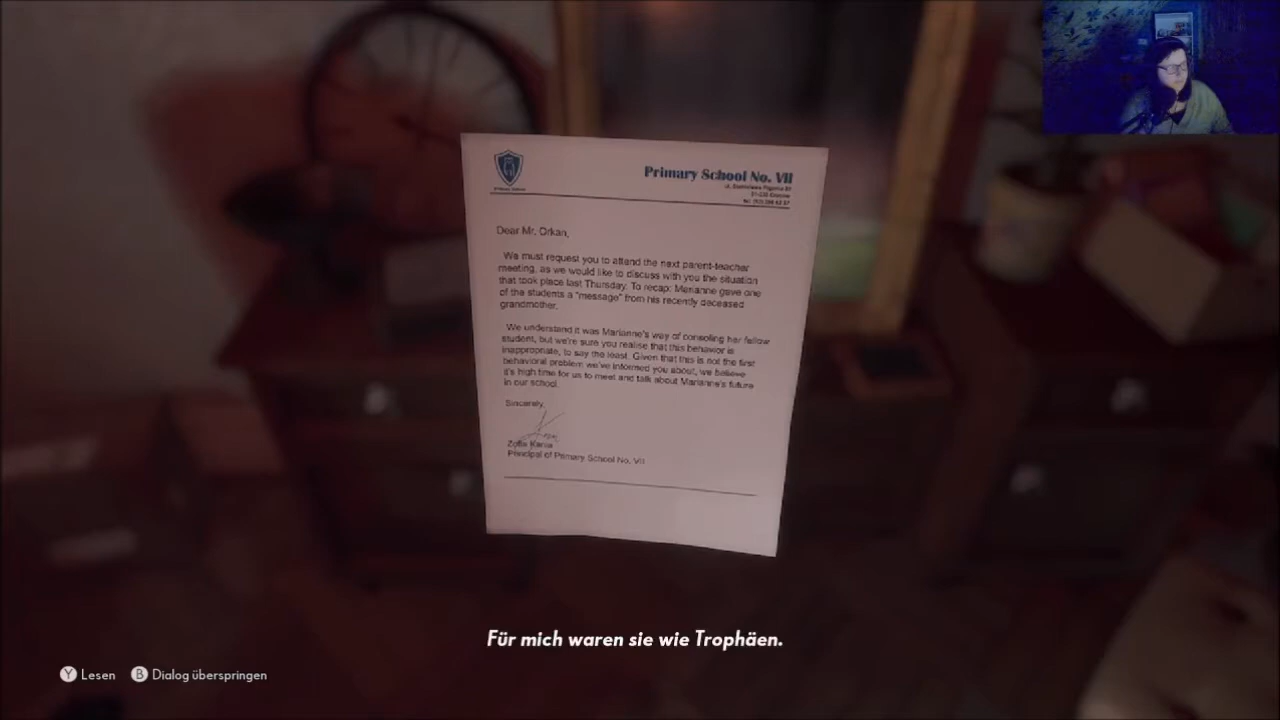 Primary School No. VII
Dear Mr. Orkan,
We must request you to attend the next parent-teacher
meeting, as we would like to discuss with you the situation
that took place last Thursday. To recap: Marianne gave one
of the students a "message" from his recently deceased
grandmother.
We understand it was Marianne's way of consoling her fellow
student, but we're sure you realise that this behavior is
inappropriate, to say the least. Given that this is not the first
behavioral problem we've informed you about, we believe
it's high time for us to meet and talk about Marianne's future
in our school.
Sincerely,
Zofia Kania
Principal of Primary School No. VII
Für mich waren sie wie Trophäen.
Y Lesen B Dialog überspringen